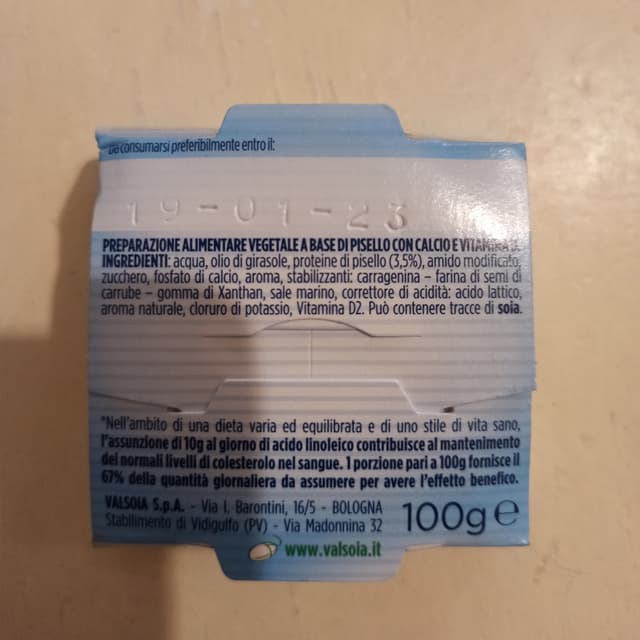 Da consumarsi preferibilmente entro il:
19-01-23
PREPARAZIONE ALIMENTARE VEGETALE A BASE DI PISELLO CON CALCIO E VITAMINA D.
INGREDIENTI: acqua, olio di girasole, proteine di pisello (3,5%), amido modificato,
zucchero, fosfato di calcio, aroma, stabilizzanti: carragenina – farina di semi di
carrube – gomma di Xanthan, sale marino, correttore di acidità: acido lattico,
aroma naturale, cloruro di potassio, Vitamina D2. Può contenere tracce di soia.
*Nell'ambito di una dieta varia ed equilibrata e di uno stile di vita sano,
l'assunzione di 10g al giorno di acido linoleico contribuisce al mantenimento
dei normali livelli di colesterolo nel sangue. 1 porzione pari a 100g fornisce il
67% della quantità giornaliera da assumere per avere l'effetto benefico.
VALSOIA S.p.A. - Via I. Barontini, 16/5 - BOLOGNA
Stabilimento di Vidigulfo (PV) - Via Madonnina 32
100g ℮
www.valsoia.it